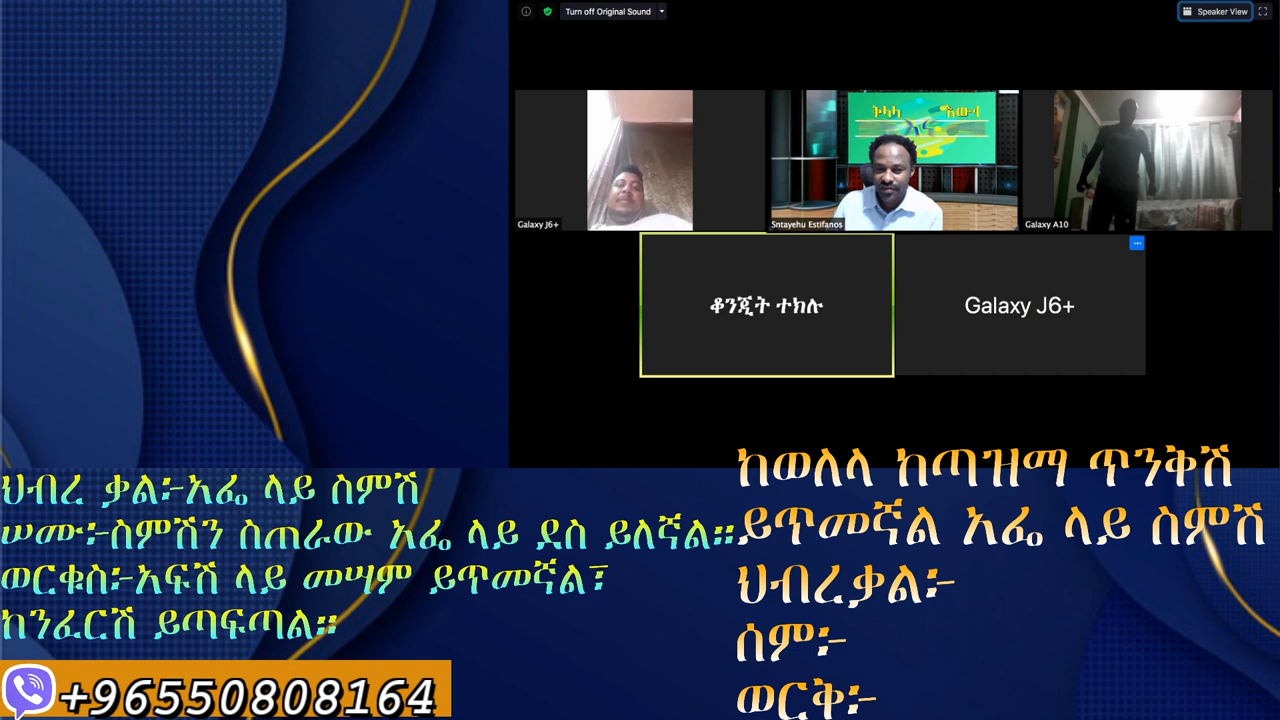 Turn off Original Sound
Speaker View
ቅላላ
እውነ
Galaxy J6+
Sntayehu Estifanos
Galaxy A10
ቆንጂት ተክሉ
Galaxy J6+
ህብረ ቃል፦አፌ ላይ ስምሽ
ሠሙ፦ስምሽን ስጠራው አፌ ላይ ደስ ይለኛል።
ወርቁስ፦አፍሽ ላይ መሣም ይጥመኛል፣
ከንፈርሽ ይጣፍጣል።
ከወለላ ከጣዝማ ጥንቅሽ
ይጥመኛል አፌ ላይ ስምሽ
ህብረቃል፦
ሰም፦
ወርቅ፦
+96550808164